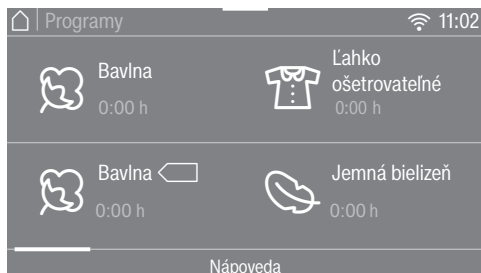 Programy 11:02
Bavlna
0:00 h
Ľahko
ošetrovateľné
0:00 h
Bavlna
0:00 h
Jemná bielizeň
0:00 h
Nápoveda